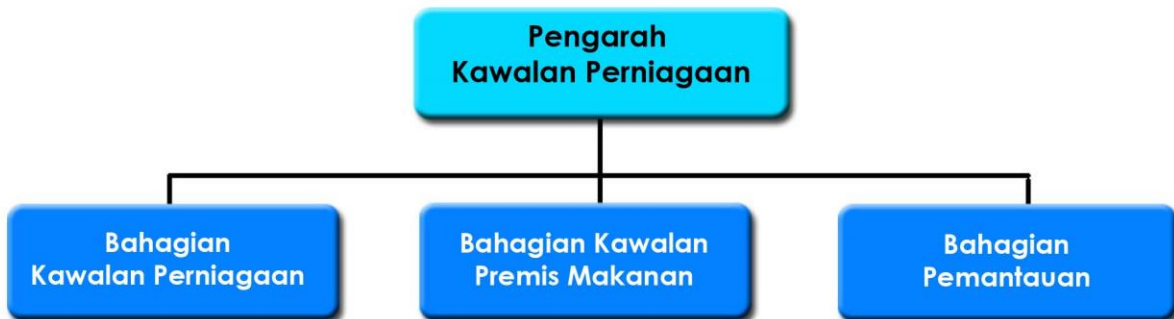 Pengarah
Kawalan Perniagaan
Bahagian
Kawalan Perniagaan
Bahagian Kawalan
Premis Makanan
Bahagian
Pemantauan